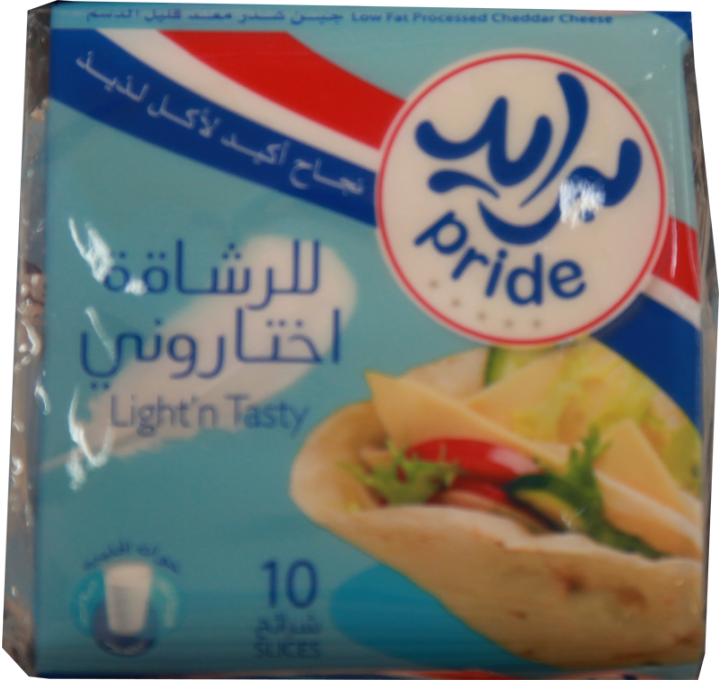 جبن شدر معد قليل الدسم Low Fat Processed Cheddar Cheese
نجاح أكيد لأكل لذيذ
برايد
pride
للرشاقة
اختاروني
Light'n Tasty
10
شرائح
SLICES